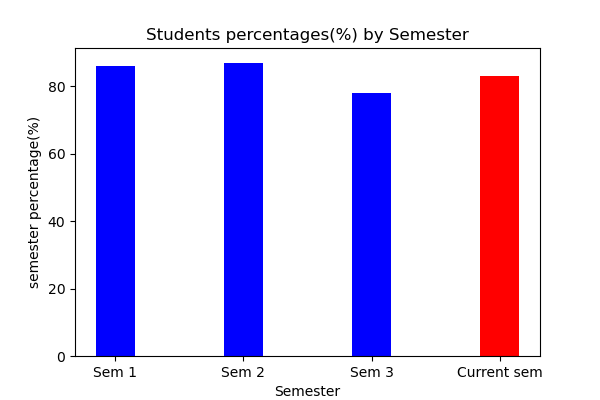 Students percentages(%) by Semester
semester percentage(%)
80
60
40
20
0
Sem 1 Sem 2 Sem 3 Current sem
Semester